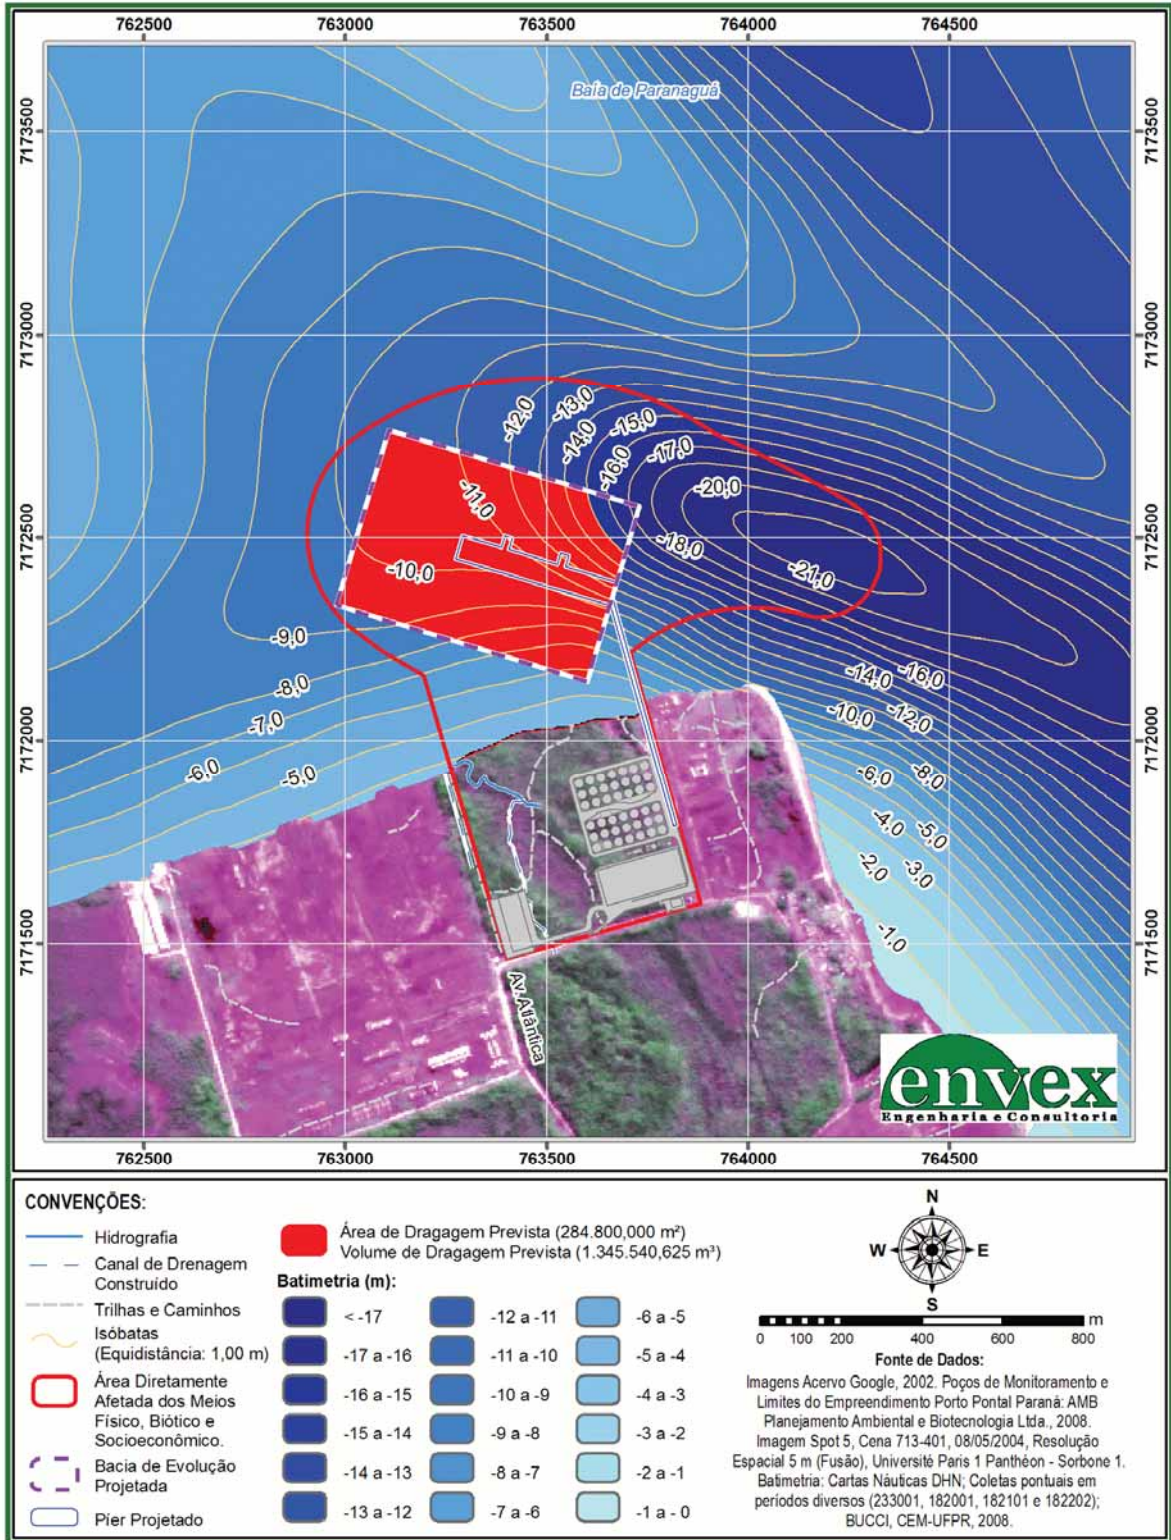 762500 763000 763500 764000 764500
Baía de Paranaguá
7173500
7173500
7173000
7173000
-12,0
-13,0
-14,0
-15,0
-16,0
-17,0
-20,0
-11,0
7172500
7172500
-18,0
-21,0
-10,0
-9,0
-8,0
-7,0
-6,0
-5,0
-16,0
-14,0
-12,0
-10,0
-8,0
-6,0
-5,0
-4,0
-3,0
-2,0
-1,0
7172000
7172000
7171500
7171500
Av. Atlântica
envex
Engenharia e Consultoria
762500 763000 763500 764000 764500
CONVENÇÕES:
Hidrografia
Canal de Drenagem
Construído
Trilhas e Caminhos
Isóbatas
(Equidistância: 1,00 m)
Área Diretamente
Afetada dos Meios
Físico, Biótico e
Socioeconômico.
Bacia de Evolução
Projetada
Píer Projetado
Área de Dragagem Prevista (284.800,000 m²)
Volume de Dragagem Prevista (1.345.540,625 m³)
Batimetria (m):
< -17
-17 a -16
-16 a -15
-15 a -14
-14 a -13
-13 a -12
-12 a -11
-11 a -10
-10 a -9
-9 a -8
-8 a -7
-7 a -6
-6 a -5
-5 a -4
-4 a -3
-3 a -2
-2 a -1
-1 a - 0
N
W E
S
0 100 200 400 600 800 m
Fonte de Dados:
Imagens Acervo Google, 2002. Poços de Monitoramento e
Limites do Empreendimento Porto Pontal Paraná: AMB
Planejamento Ambiental e Biotecnologia Ltda., 2008.
Imagem Spot 5, Cena 713-401, 08/05/2004, Resolução
Espacial 5 m (Fusão), Université Paris 1 Panthéon - Sorbone 1.
Batimetria: Cartas Náuticas DHN; Coletas pontuais em
períodos diversos (233001, 182001, 182101 e 182202);
BUCCI, CEM-UFPR, 2008.